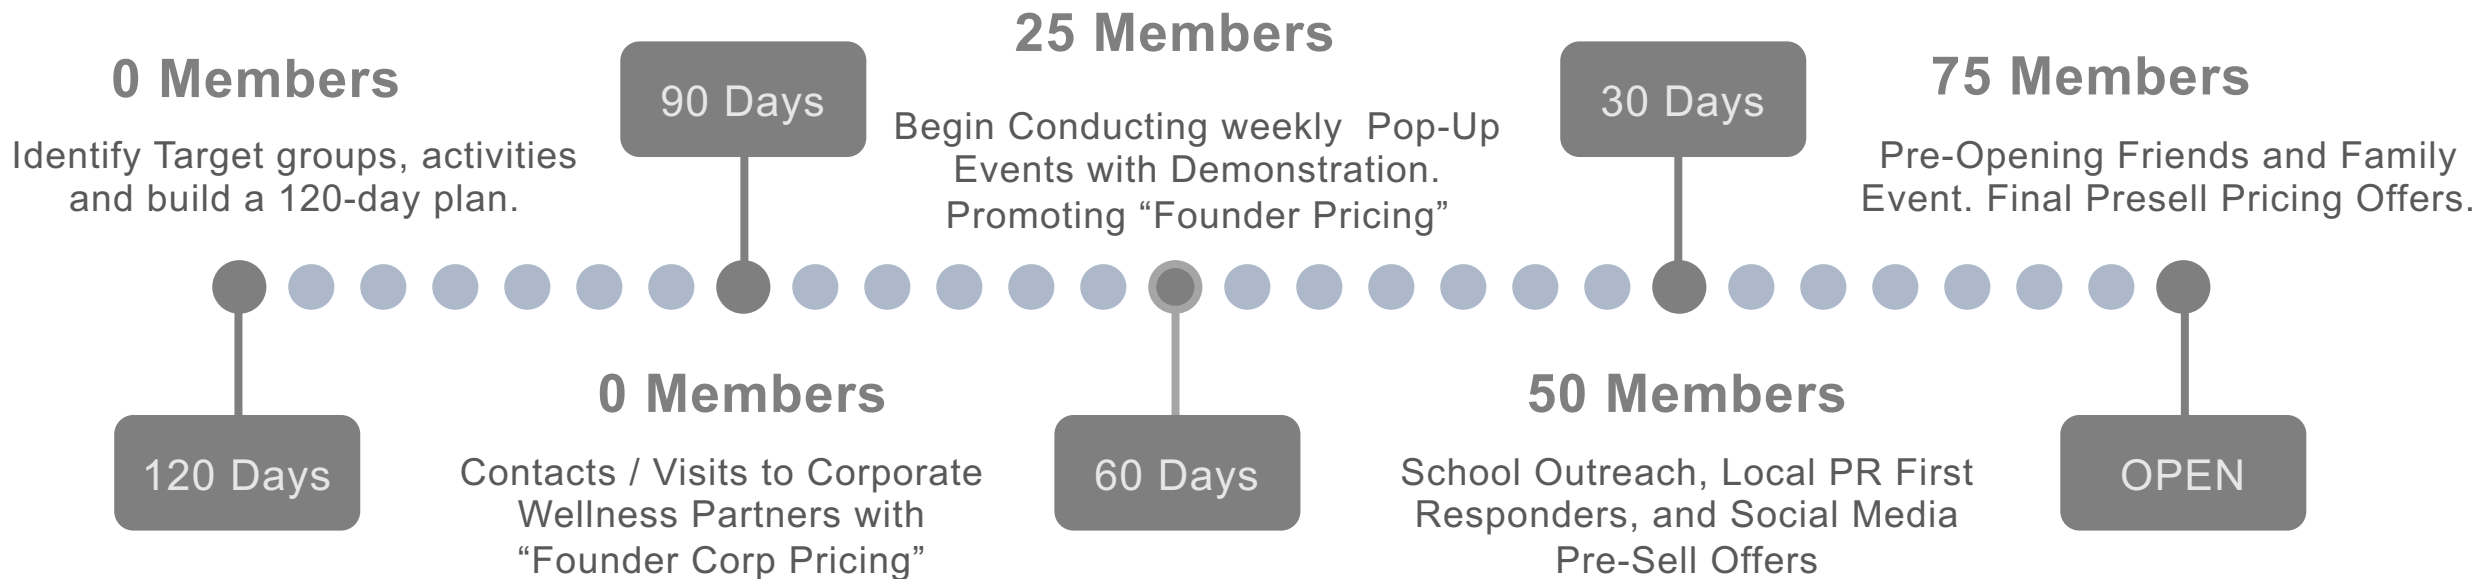 0 Members
Identify Target groups, activities
and build a 120-day plan.
120 Days
90 Days
0 Members
Contacts / Visits to Corporate
Wellness Partners with
“Founder Corp Pricing”
25 Members
Begin Conducting weekly  Pop-Up
Events with Demonstration.
Promoting “Founder Pricing”
60 Days
30 Days
50 Members
School Outreach, Local PR First
Responders, and Social Media
Pre-Sell Offers
75 Members
Pre-Opening Friends and Family
Event. Final Presell Pricing Offers.
OPEN